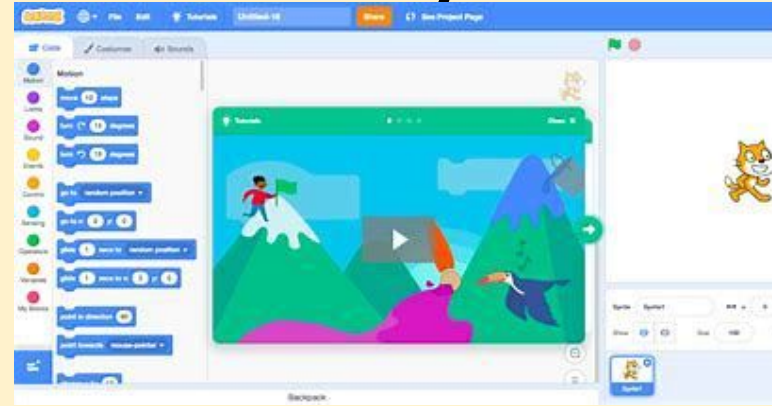 SCRATCH File Edit Tutorials Untitled-18 Share See Project Page
Code Costumes Sounds
Motion
Motion
move 10 steps
Looks
turn 15 degrees
Sound
turn 15 degrees
Events
Control
go to random position
Sensing
go to x: 0 y: 0
Operators
glide 1 secs to random position
Variables
glide 1 secs to x: 0 y: 0
My Blocks
point in direction 90
point towards mouse-pointer
Tutorials Close
Sprite Sprite1
Show Size 100
Sprite1
Backpack